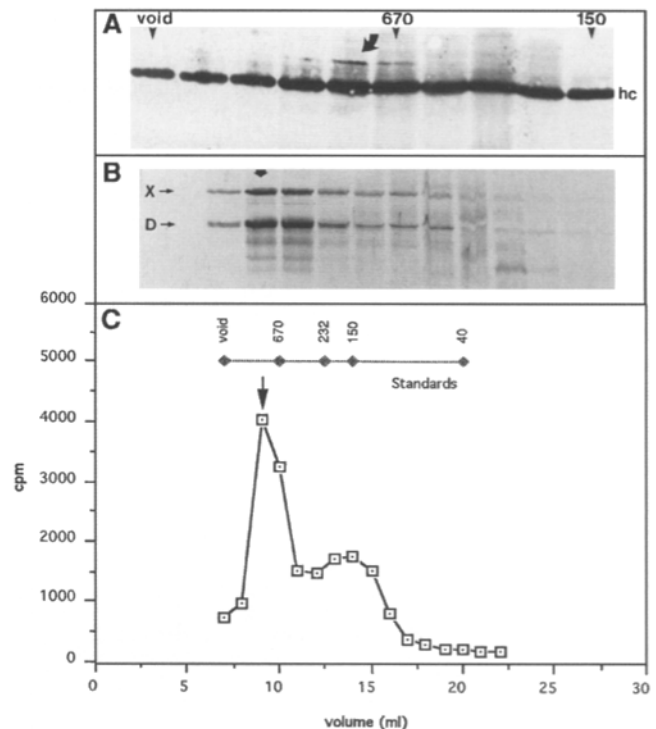 A void 670 150
hc
B
X →
D →
C
void 670 232 150 40
Standards
6000
5000
4000
3000
2000
1000
0
cpm
0 5 10 15 20 25 30
volume (ml)